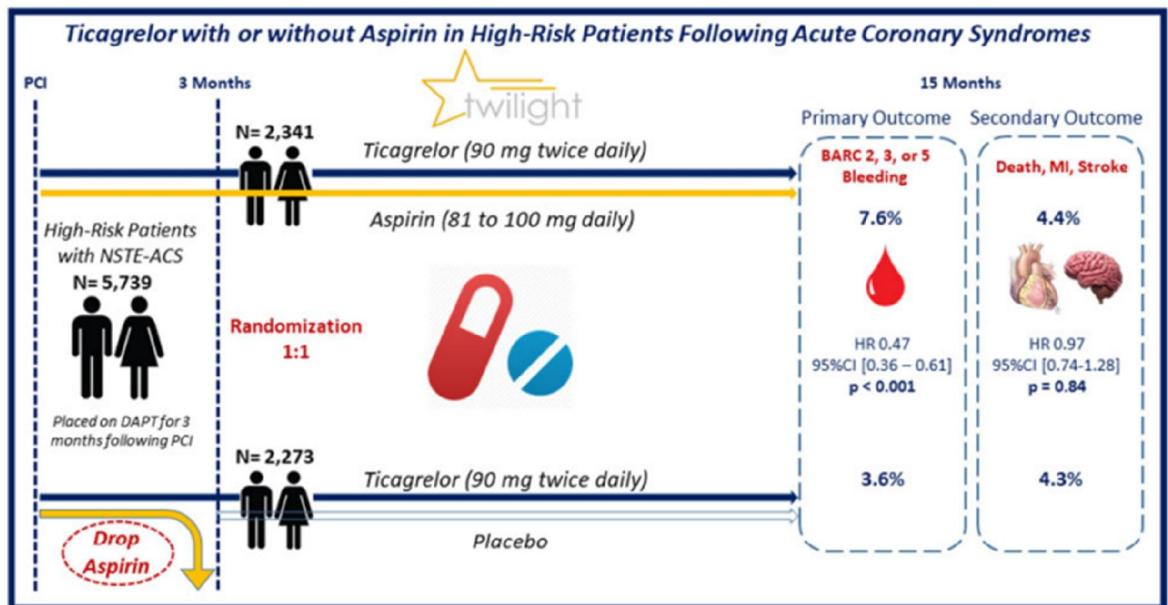 Ticagrelor with or without Aspirin in High-Risk Patients Following Acute Coronary Syndromes
PCI
3 Months
15 Months
twilight
Primary Outcome
Secondary Outcome
N= 2,341
Ticagrelor (90 mg twice daily)
BARC 2, 3, or 5
Bleeding
Death, MI, Stroke
Aspirin (81 to 100 mg daily)
7.6%
4.4%
High-Risk Patients
with NSTE-ACS
N= 5,739
Randomization
1:1
HR 0.47
95%CI [0.36 – 0.61]
p < 0.001
HR 0.97
95%CI [0.74-1.28]
p = 0.84
Placed on DAPT for 3
months following PCI
N= 2,273
Ticagrelor (90 mg twice daily)
3.6%
4.3%
Placebo
Drop
Aspirin